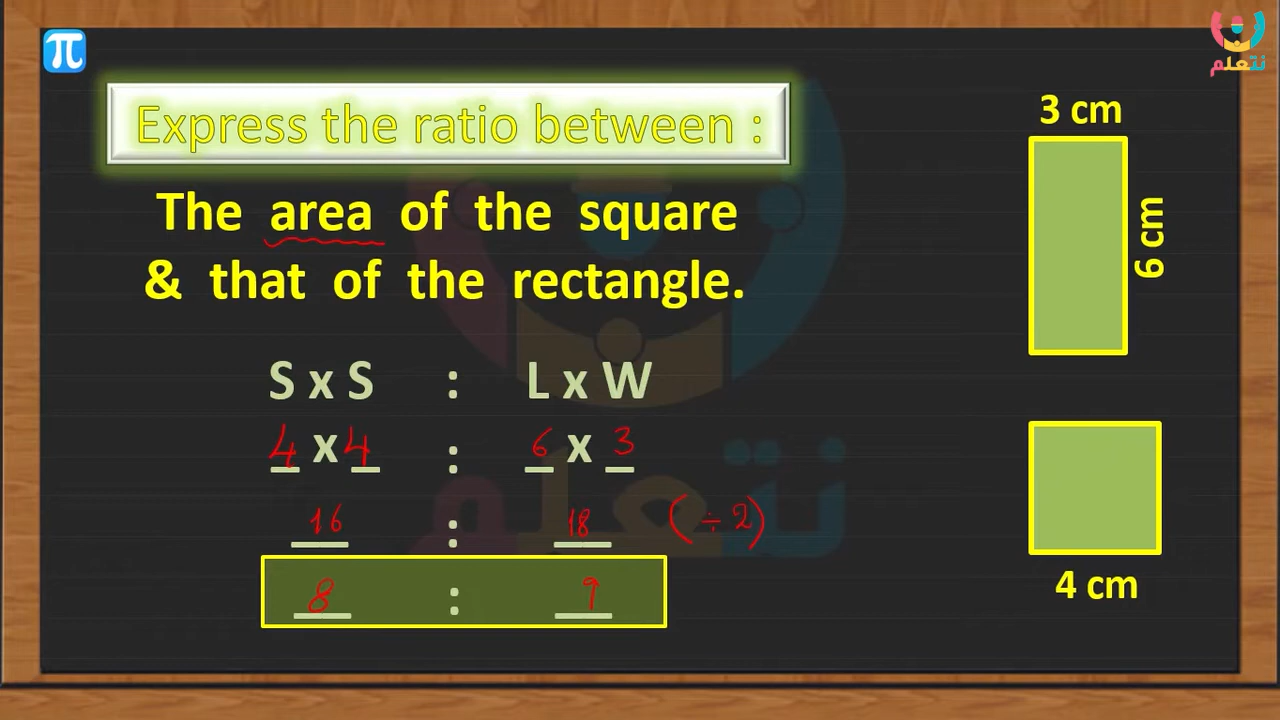 π
نتعلم
Express the ratio between :
The area of the square
& that of the rectangle.
S x S : L x W
4 x 4 : 6 x 3
16 : 18 (÷2)
8 : 9
3 cm
6 cm
4 cm